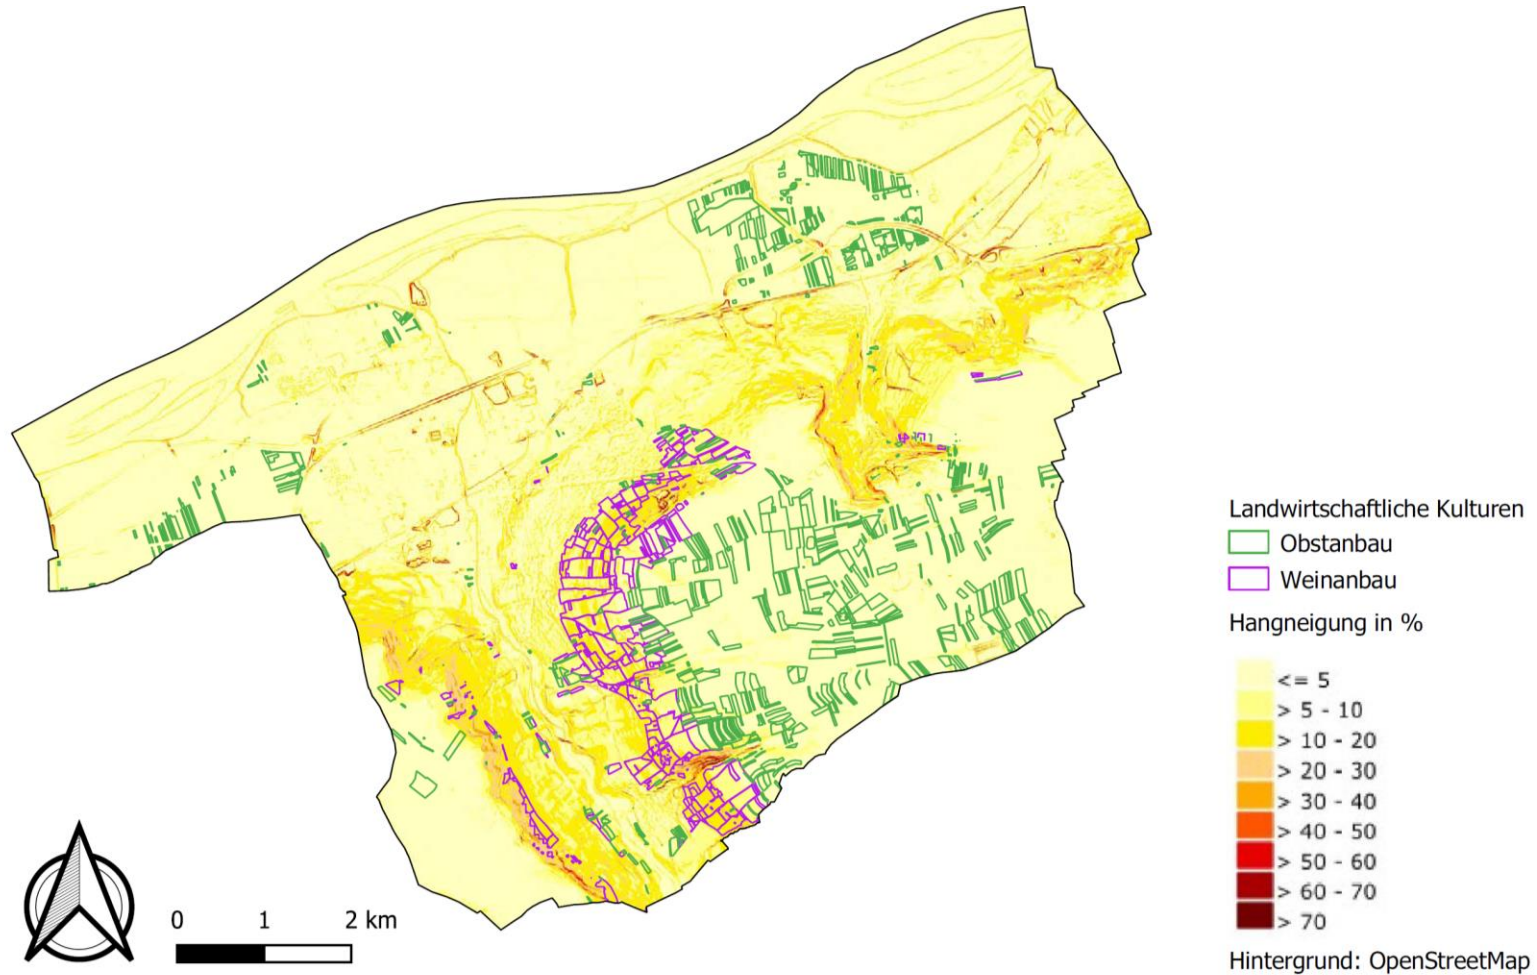 Landwirtschaftliche Kulturen
Obstanbau
Weinanbau
Hangneigung in %
<= 5
> 5 - 10
> 10 - 20
> 20 - 30
> 30 - 40
> 40 - 50
> 50 - 60
> 60 - 70
> 70
0 1 2 km
Hintergrund: OpenStreetMap